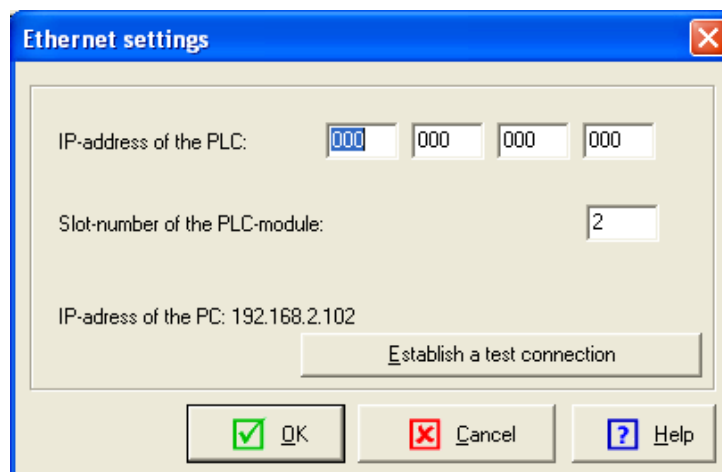 Ethernet settings
IP-address of the PLC: 000 000 000 000
Slot-number of the PLC-module: 2
IP-adress of the PC: 192.168.2.102
Establish a test connection
OK Cancel Help